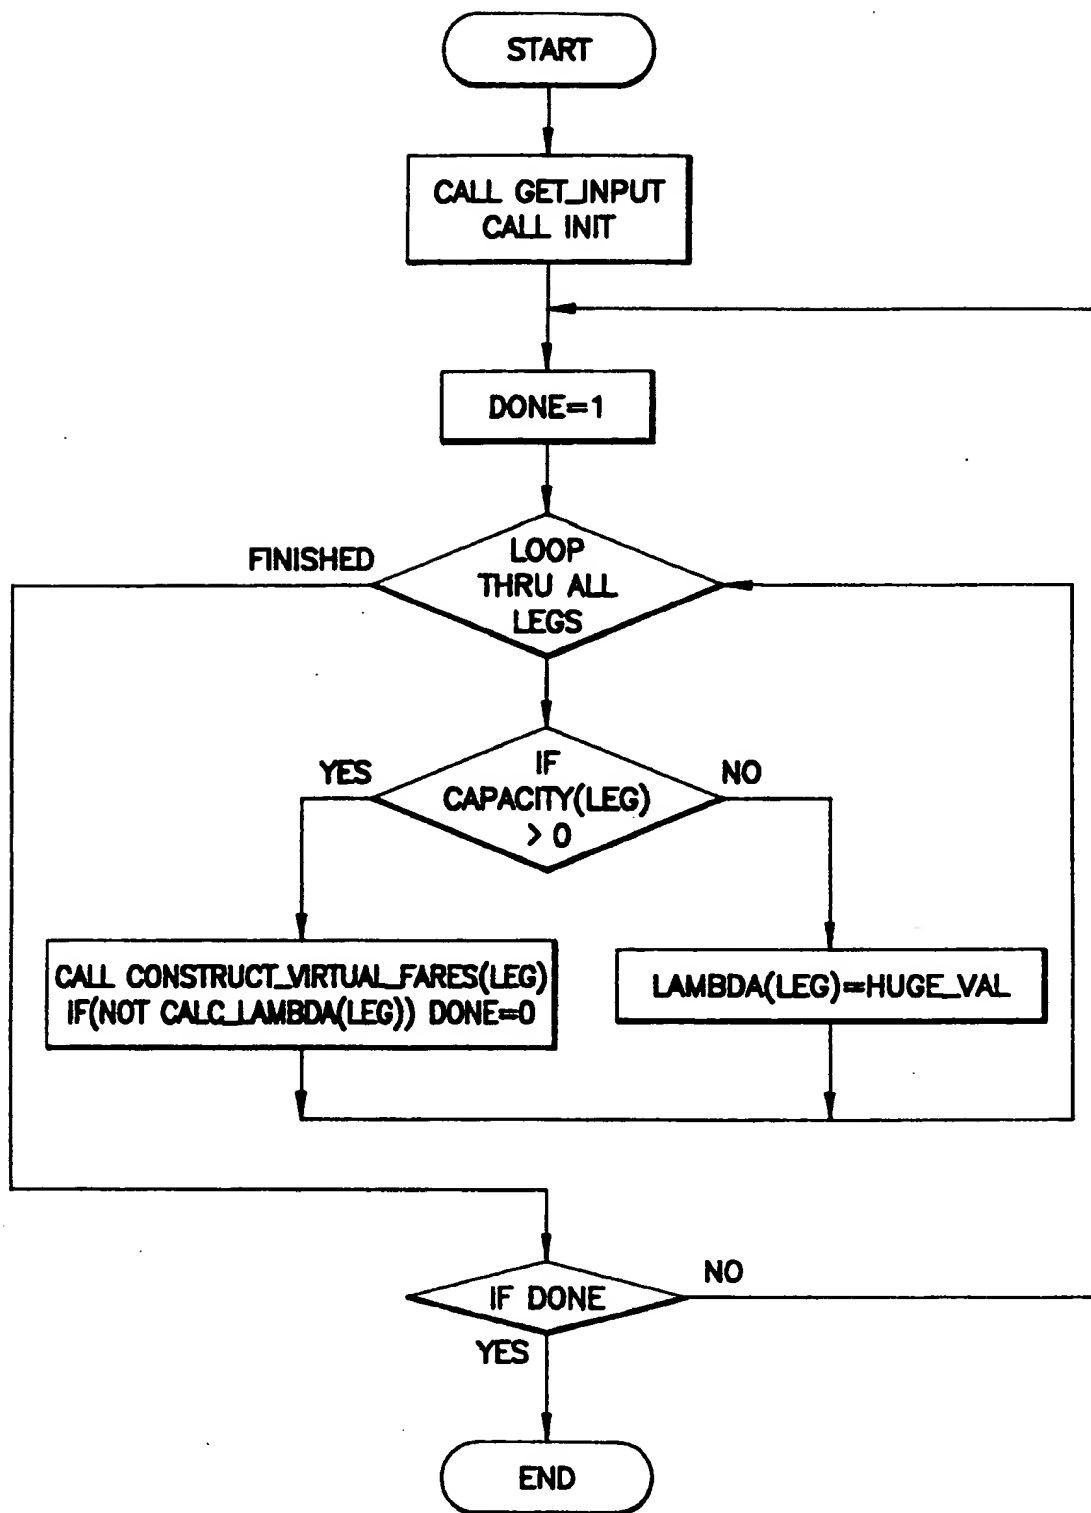 START
CALL GET_INPUT
CALL INIT
DONE=1
FINISHED
LOOP
THRU ALL
LEGS
YES
IF
CAPACITY(LEG)
> 0
NO
CALL CONSTRUCT_VIRTUAL_FARES(LEG)
IF(NOT CALC_LAMBDA(LEG)) DONE=0
LAMBDA(LEG)=HUGE_VAL
IF DONE
NO
YES
END